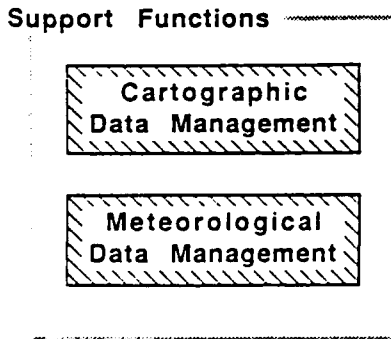 Support Functions
Cartographic
Data Management
Meteorological
Data Management